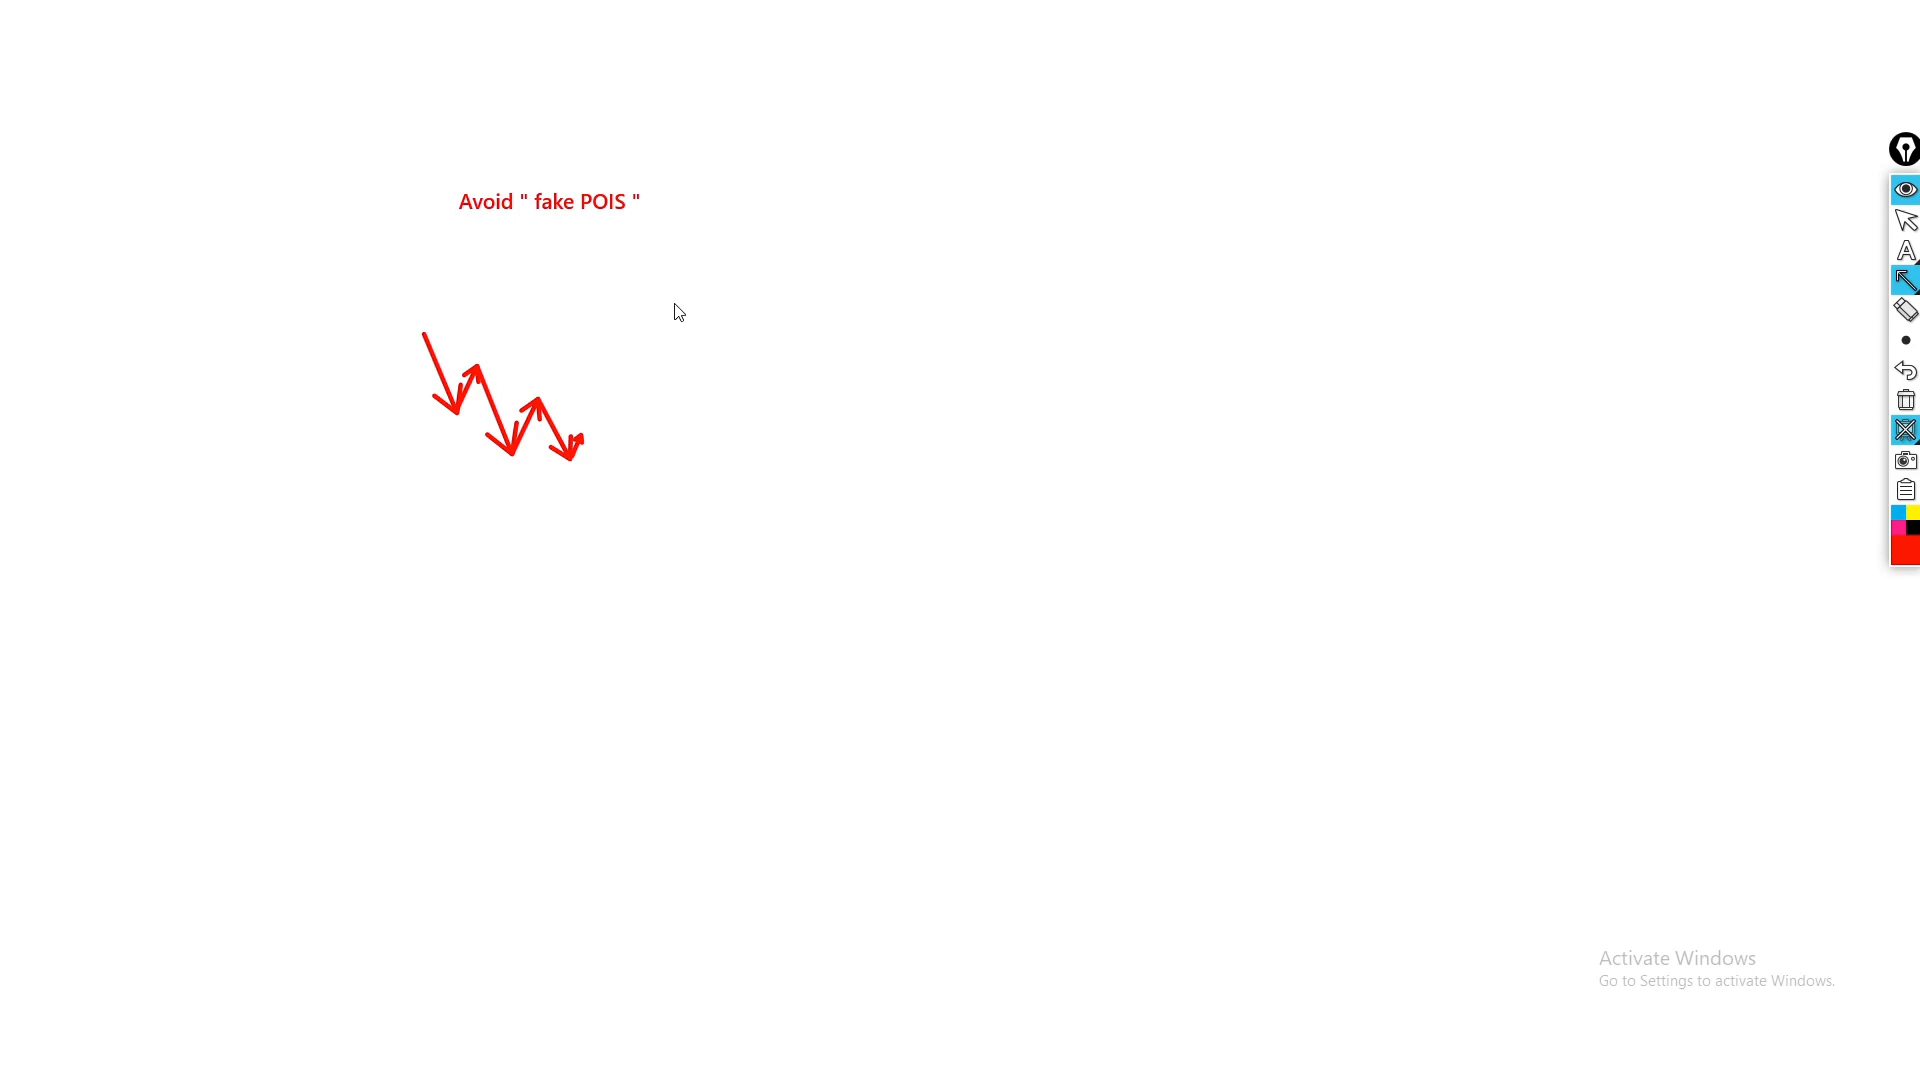 Avoid " fake POIS "
Activate Windows
Go to Settings to activate Windows.